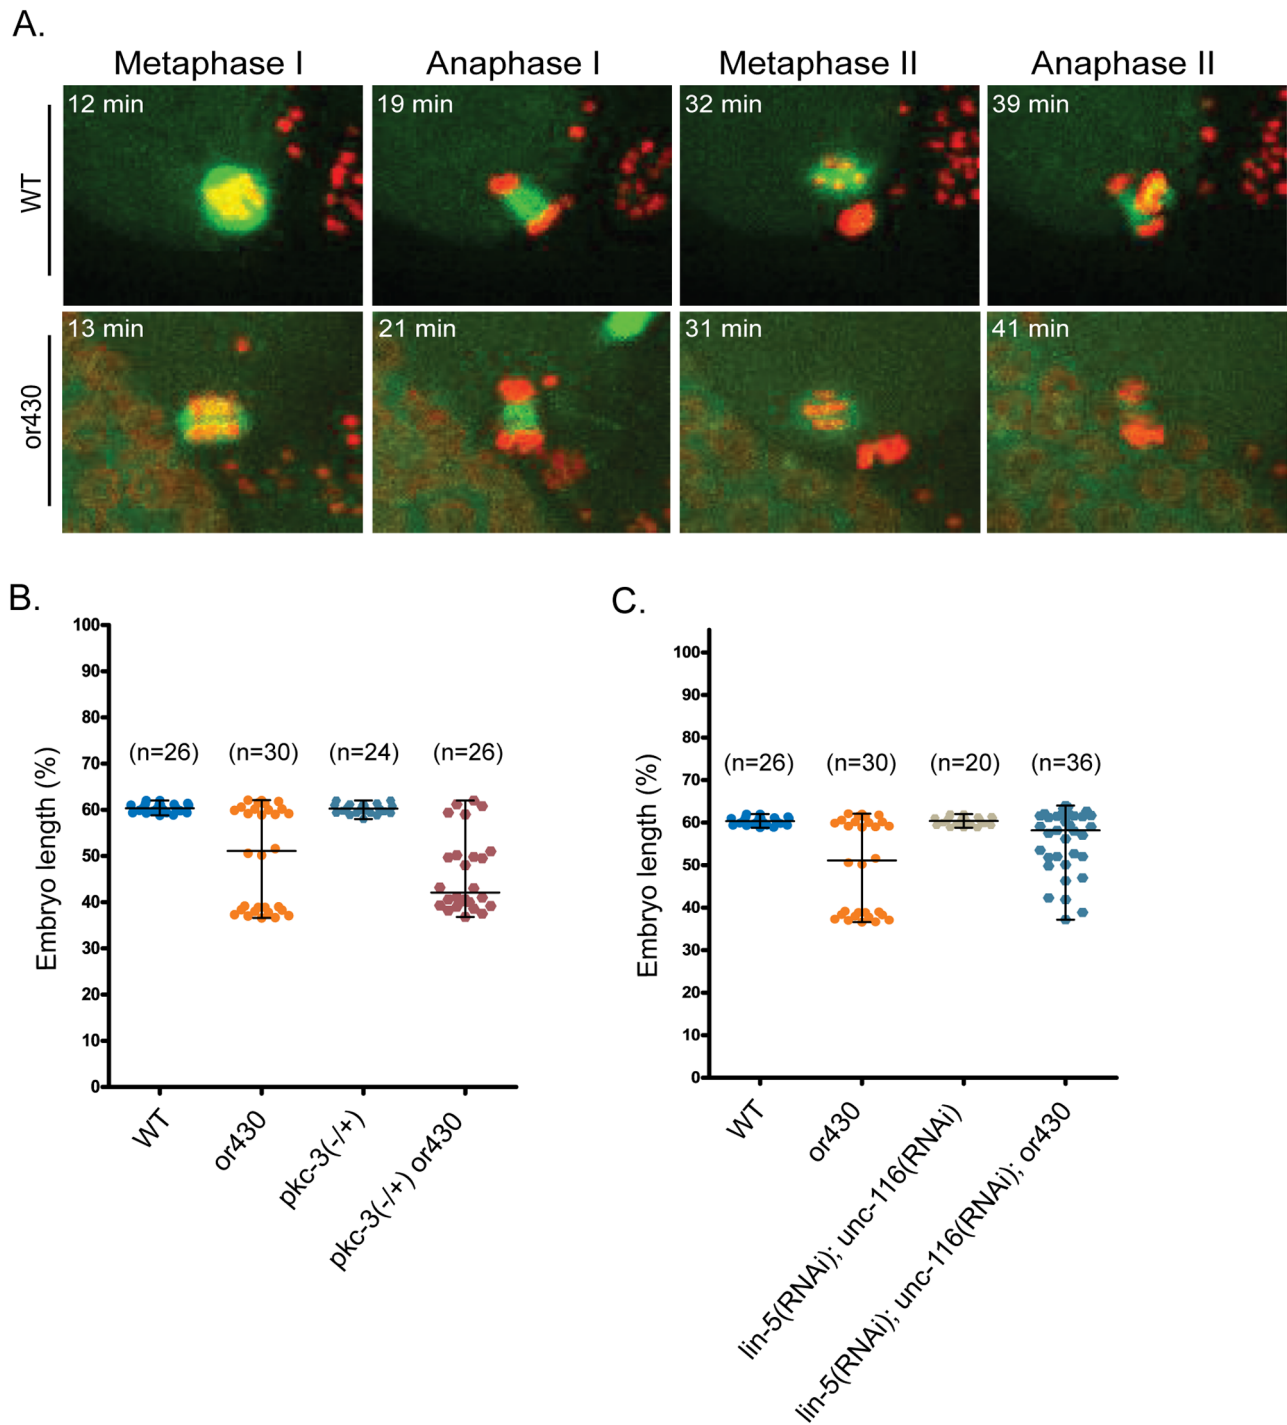 A.
Metaphase I Anaphase I Metaphase II Anaphase II
WT
12 min 19 min 32 min 39 min
or430
13 min 21 min 31 min 41 min
B.
Embryo length (%)
100
90
80
70
60
50
40
30
20
10
0
(n=26) (n=30) (n=24) (n=26)
WT
or430
pkc-3(-/+)
pkc-3(-/+) or430
C.
Embryo length (%)
100
90
80
70
60
50
40
30
20
10
0
(n=26) (n=30) (n=20) (n=36)
WT
or430
lin-5(RNAi); unc-116(RNAi)
lin-5(RNAi); unc-116(RNAi); or430